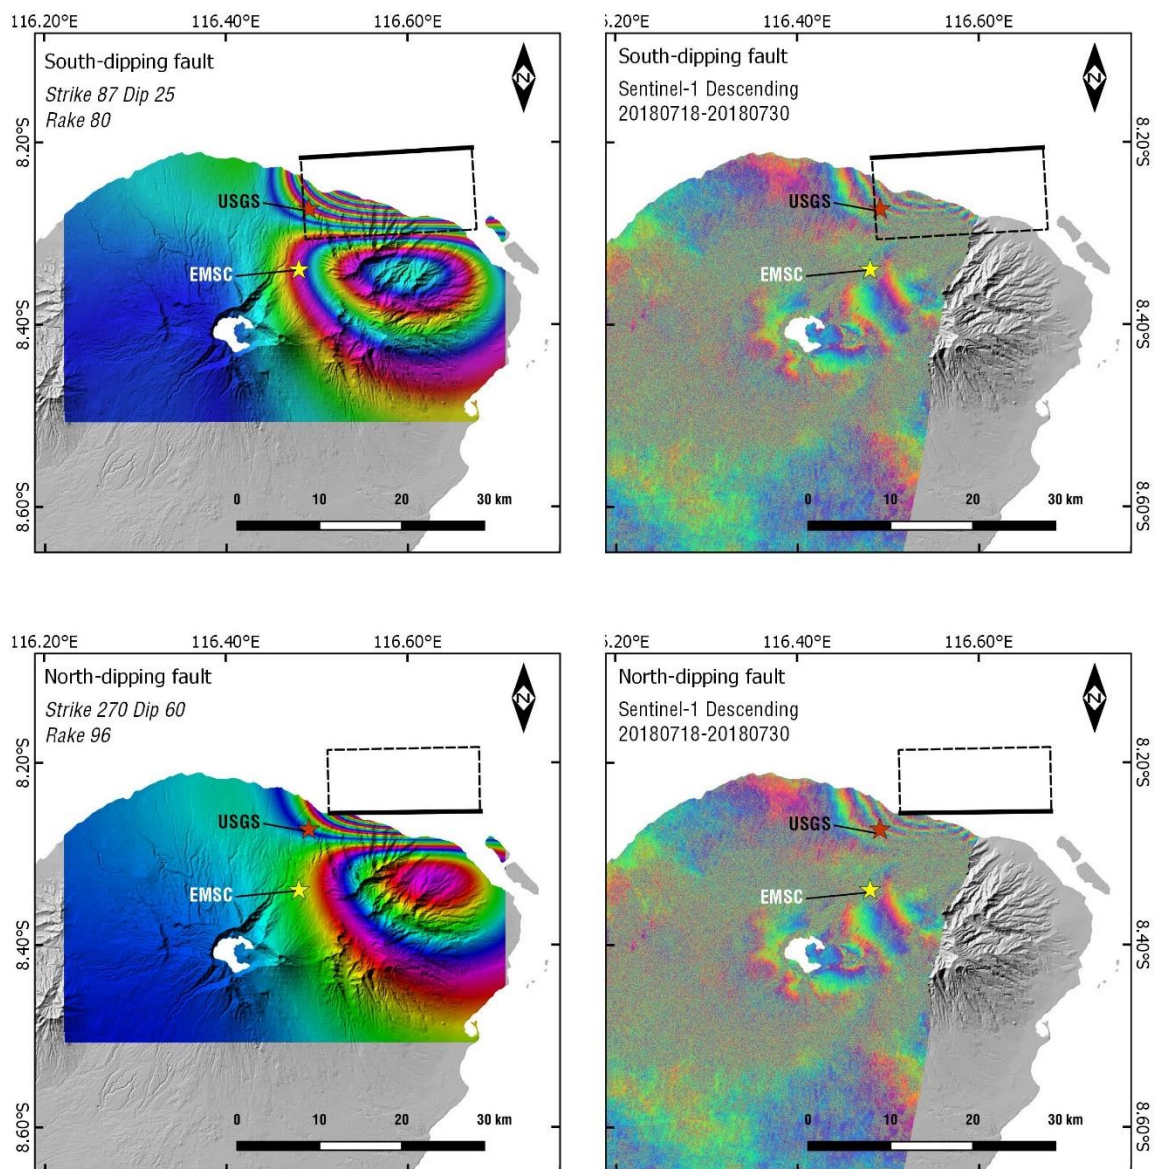 116.20°E 116.40°E 116.60°E
South-dipping fault
Strike 87 Dip 25
Rake 80
8.20°S
8.40°S
8.60°S
USGS
EMSC
0 10 20 30 km
5.20°E 116.40°E 116.60°E
South-dipping fault
Sentinel-1 Descending
20180718-20180730
8.20°S
8.40°S
8.60°S
USGS
EMSC
0 10 20 30 km
116.20°E 116.40°E 116.60°E
North-dipping fault
Strike 270 Dip 60
Rake 96
8.20°S
8.40°S
8.60°S
USGS
EMSC
0 10 20 30 km
5.20°E 116.40°E 116.60°E
North-dipping fault
Sentinel-1 Descending
20180718-20180730
8.20°S
8.40°S
8.60°S
USGS
EMSC
0 10 20 30 km
N
N
N
N